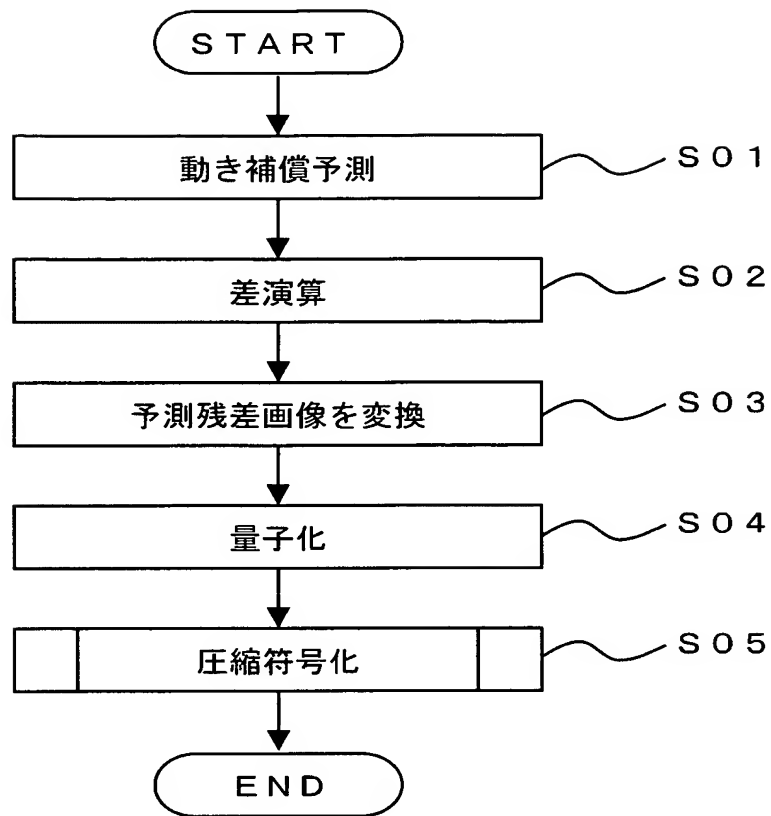 START
動き補償予測
S01
差演算
S02
予測残差画像を変換
S03
量子化
S04
圧縮符号化
S05
END